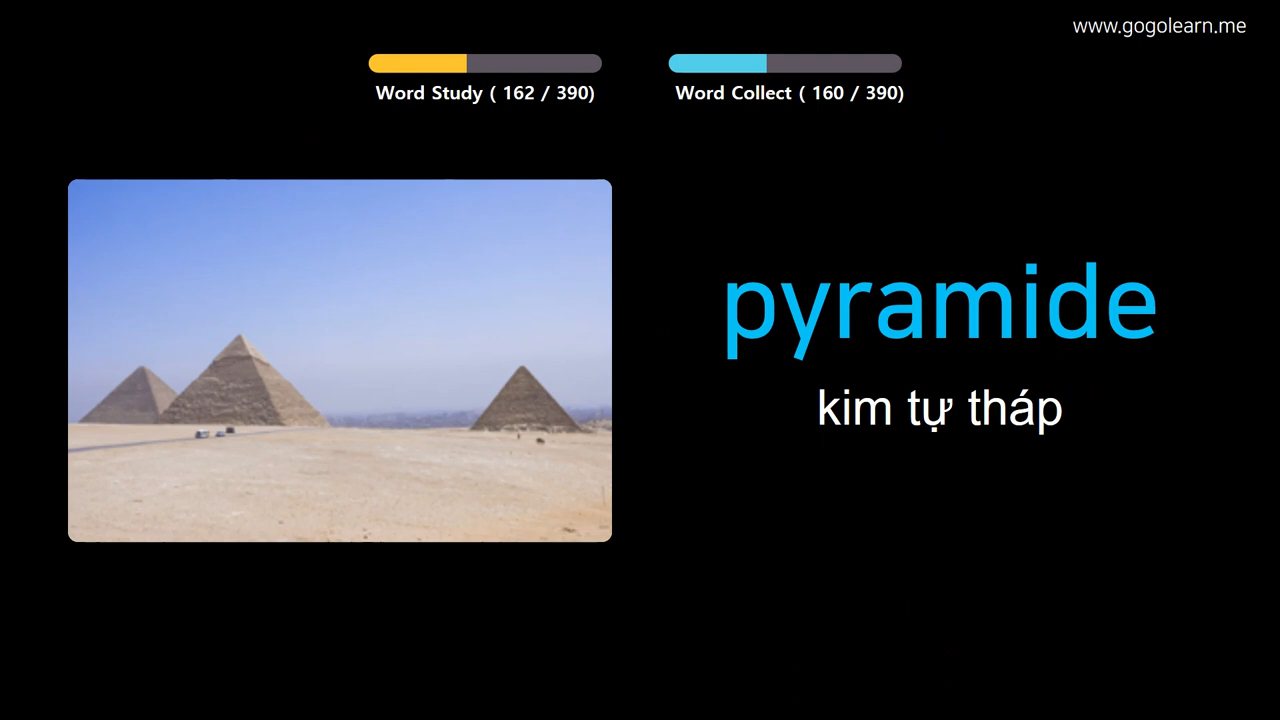 www.gogolearn.me
Word Study ( 162 / 390)
Word Collect ( 160 / 390)
pyramide
kim tự tháp